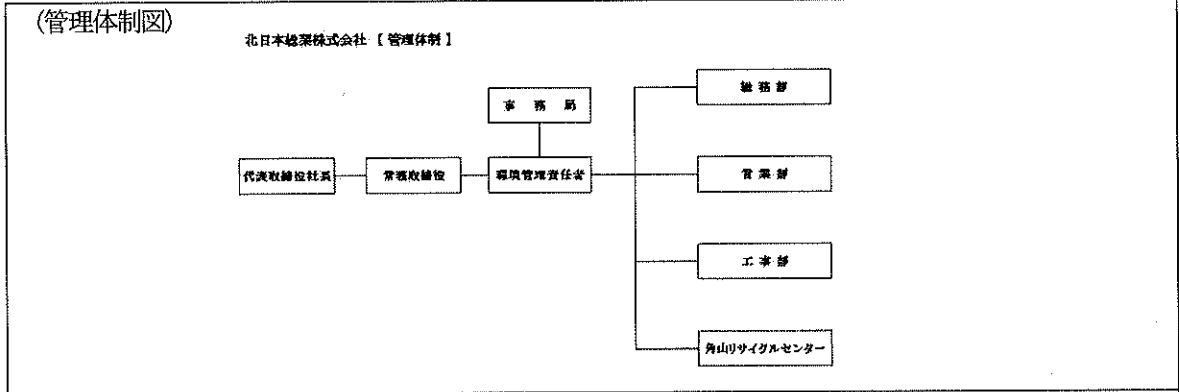 (管理体制図)
北日本総業株式会社 【 管理体制 】
事 務 局
総 務 部
代表取締役社長
常務取締役
環境管理責任者
営 業 部
工 事 部
角山リサイクルセンター